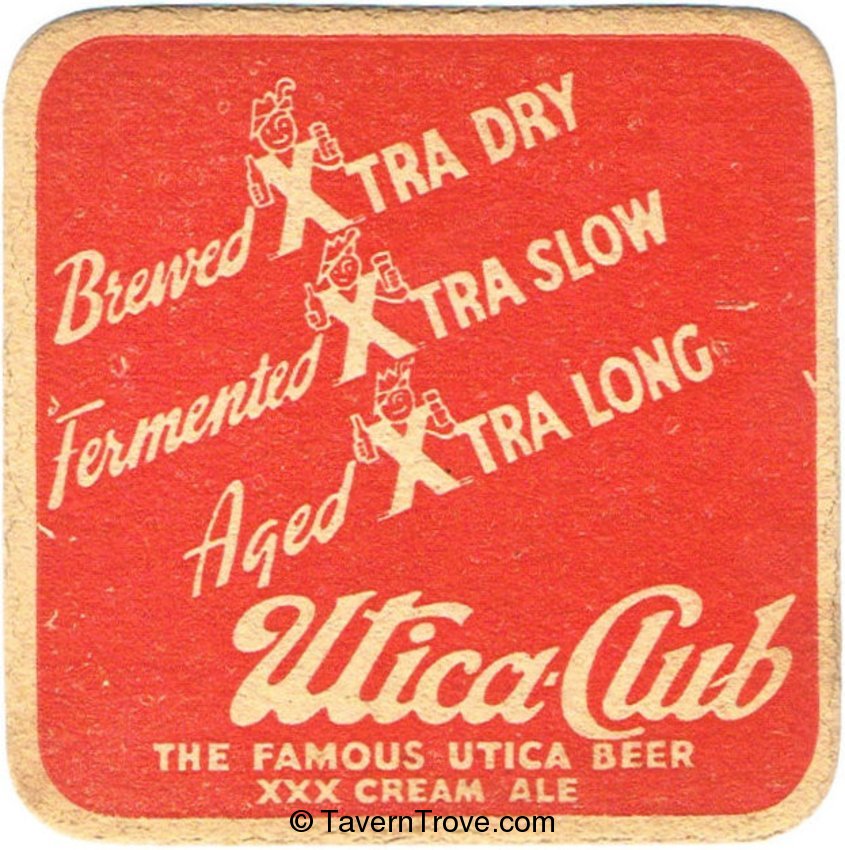 Brewed XTRA DRY
Fermented XTRA SLOW
Aged XTRA LONG
Utica-Club
THE FAMOUS UTICA BEER
XXX CREAM ALE
© TavernTrove.com